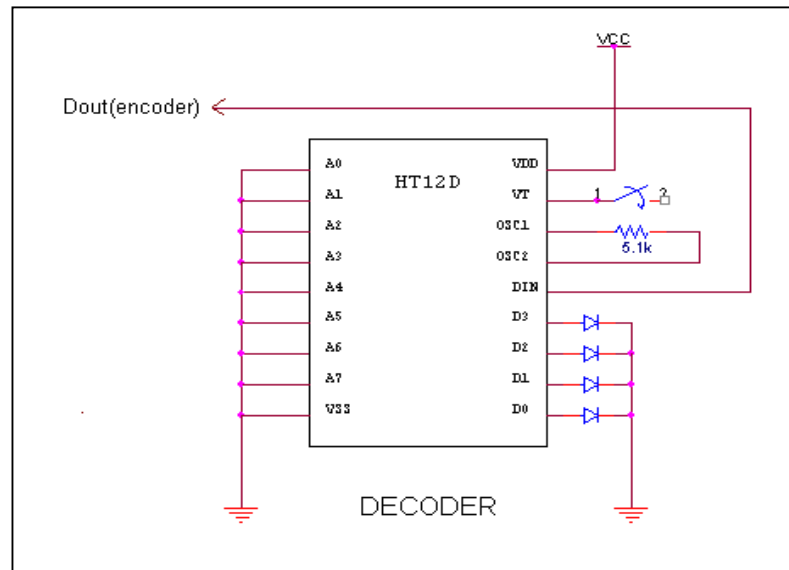 VCC
Dout(encoder)
A0
VDD
HT12D
A1
VT
1
2
A2
OSC1
A3
OSC2
5.1k
A4
DIN
A5
D3
A6
D2
A7
D1
VSS
D0
DECODER